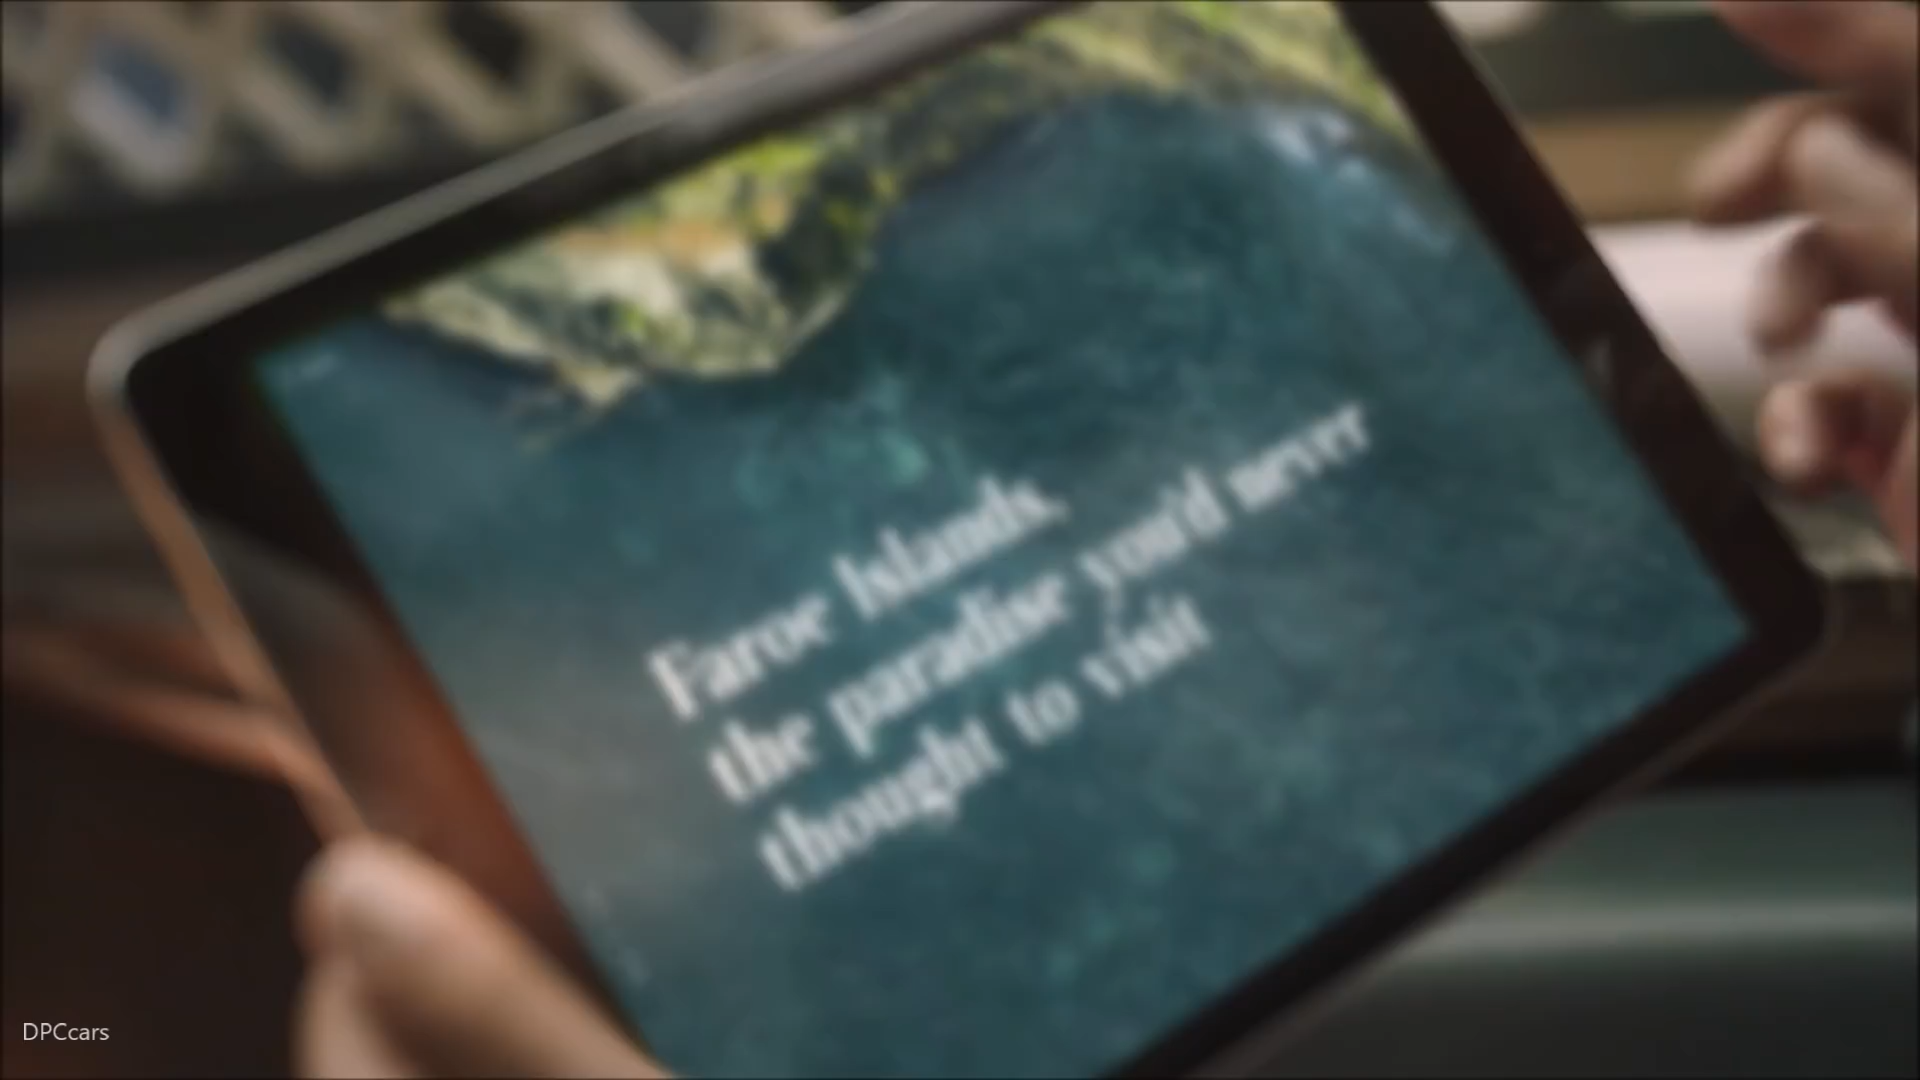 Faroe Islands,
the paradise you'd never
thought to visit
DPCcars